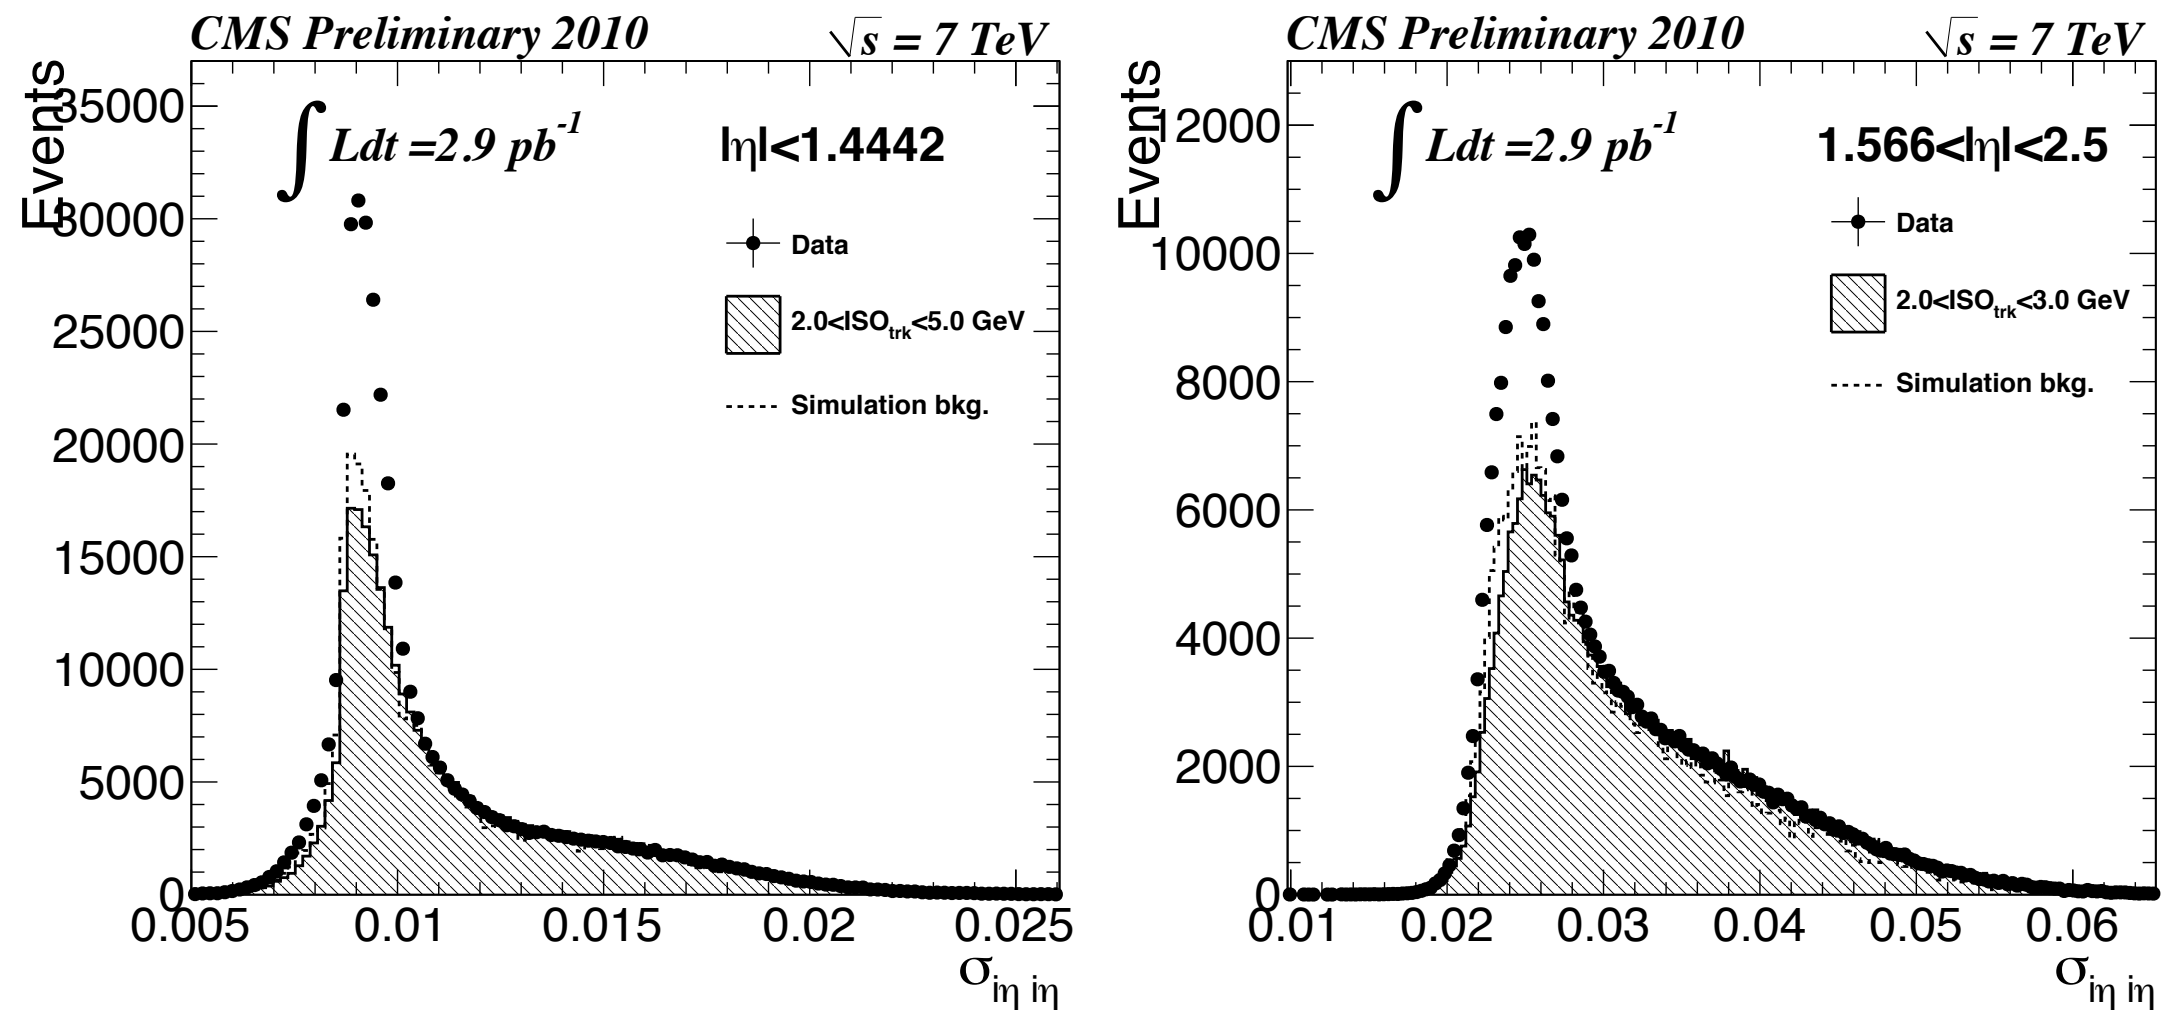 CMS Preliminary 2010 √s = 7 TeV
Events
∫ Ldt =2.9 pb-1
|η|<1.4442
Data
2.0<ISOtrk<5.0 GeV
Simulation bkg.
35000
30000
25000
20000
15000
10000
5000
0
0.005 0.01 0.015 0.02 0.025
σiη iη
CMS Preliminary 2010 √s = 7 TeV
Events
∫ Ldt =2.9 pb-1
1.566<|η|<2.5
Data
2.0<ISOtrk<3.0 GeV
Simulation bkg.
12000
10000
8000
6000
4000
2000
0
0.01 0.02 0.03 0.04 0.05 0.06
σiη iη